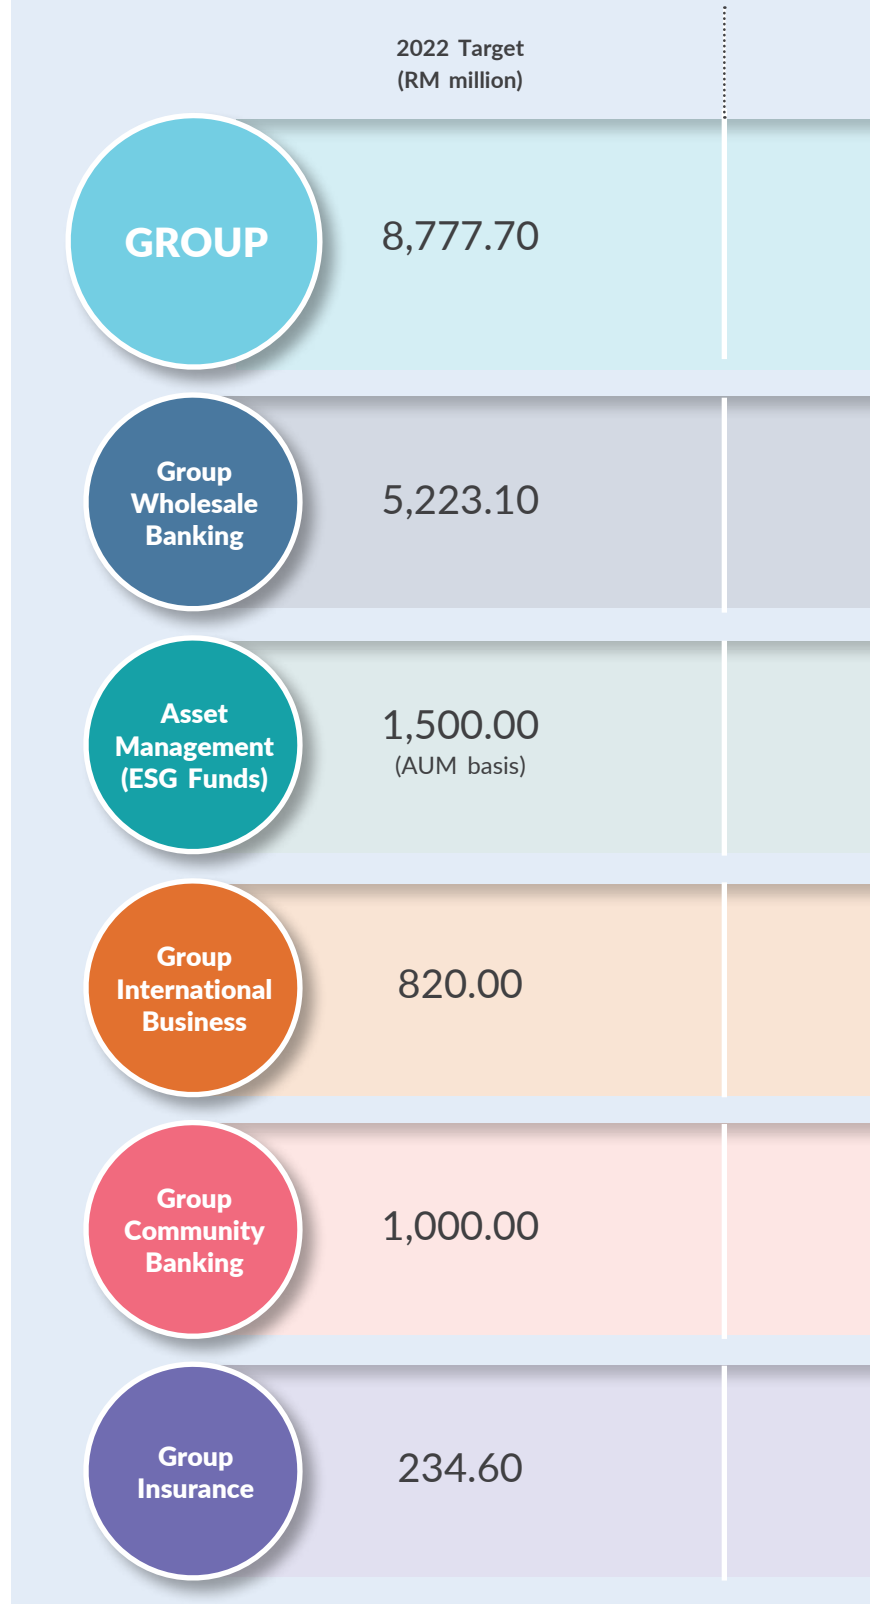 2022 Target
(RM million)
GROUP
8,777.70
Group
Wholesale
Banking
5,223.10
Asset
Management
(ESG Funds)
1,500.00
(AUM basis)
Group
International
Business
820.00
Group
Community
Banking
1,000.00
Group
Insurance
234.60